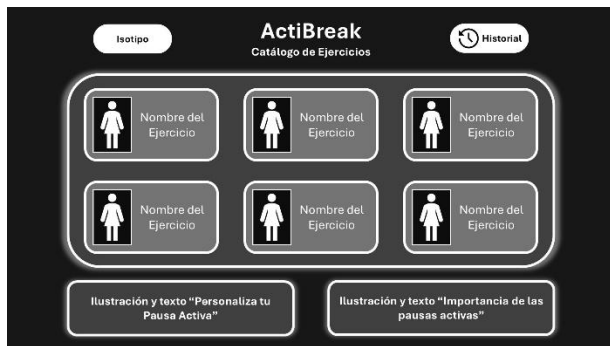 Isotipo
ActiBreak
Catálogo de Ejercicios
Historial
Nombre del
Ejercicio
Nombre del
Ejercicio
Nombre del
Ejercicio
Nombre del
Ejercicio
Nombre del
Ejercicio
Nombre del
Ejercicio
Ilustración y texto “Personaliza tu
Pausa Activa”
Ilustración y texto “Importancia de las
pausas activas”